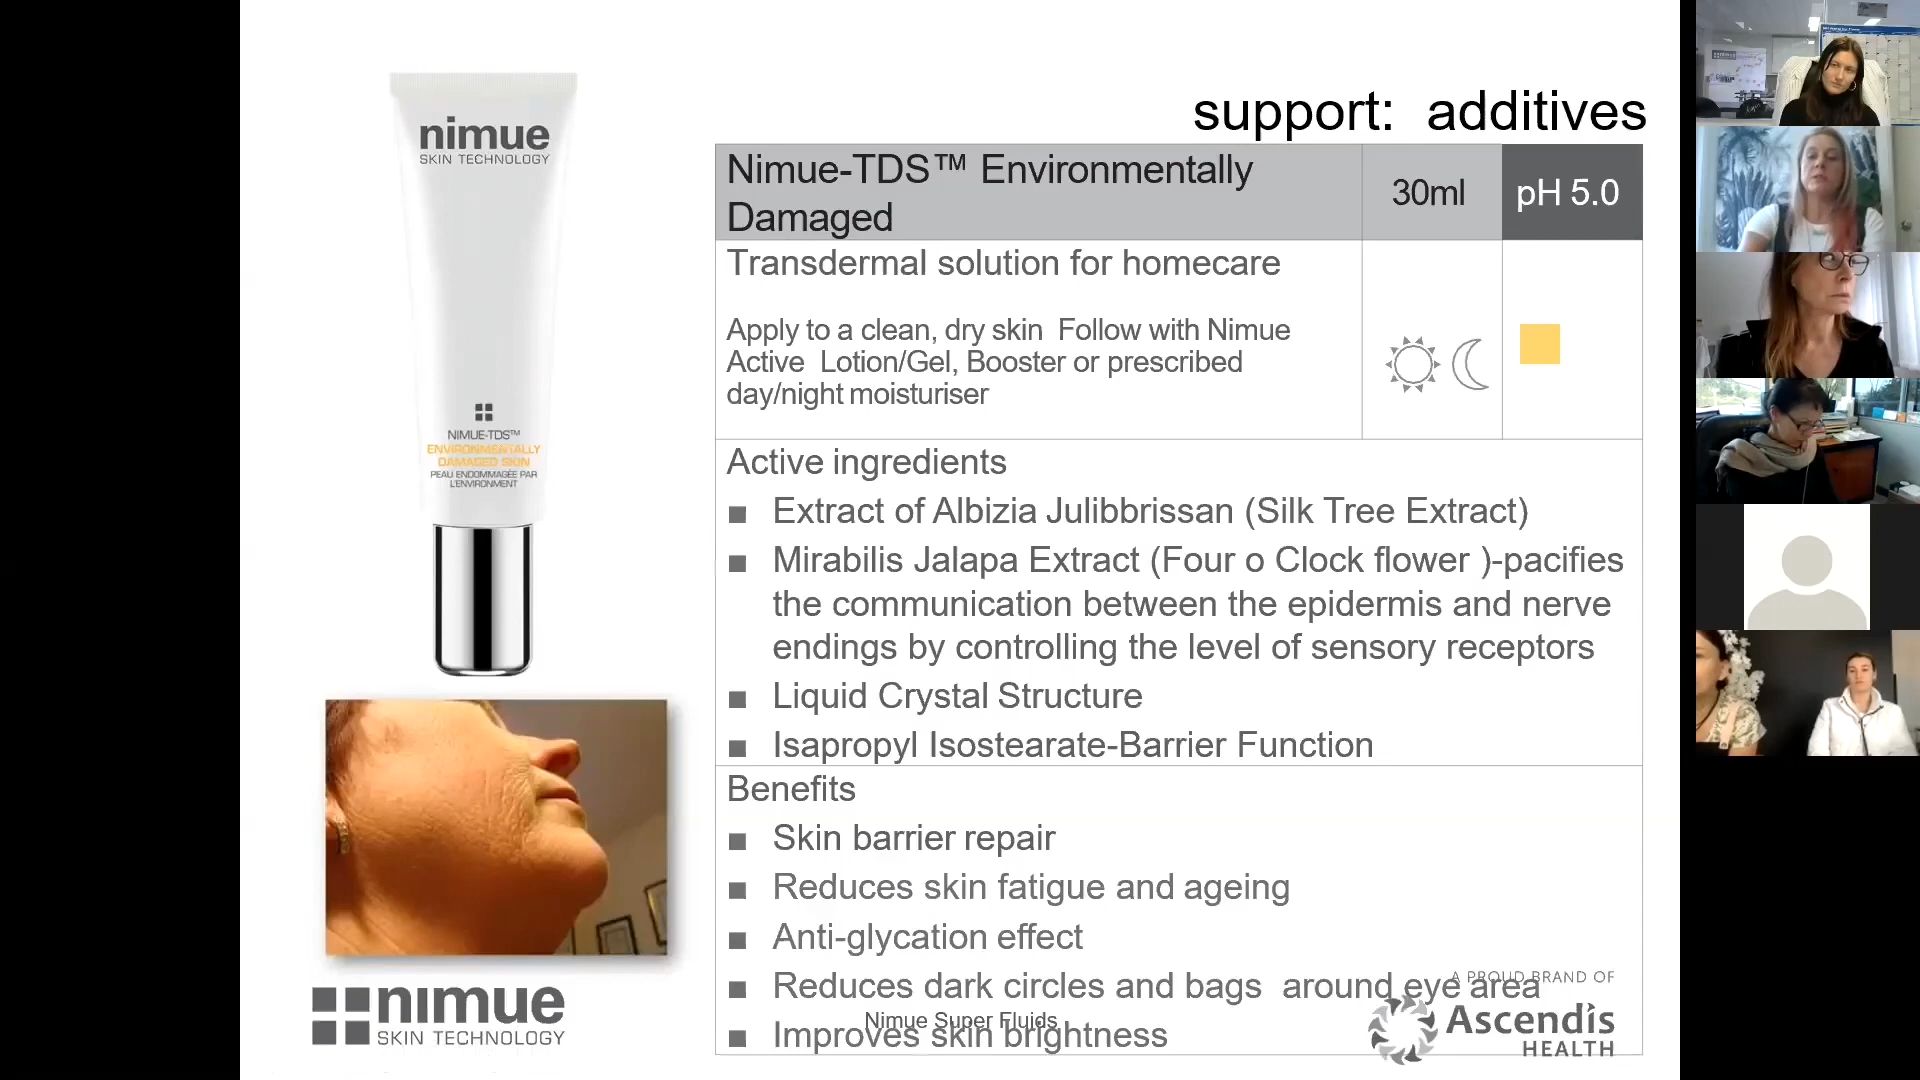 support: additives
nimue
SKIN TECHNOLOGY
NIMUE-TDS™
ENVIRONMENTALLY
DAMAGED SKIN
PEAU ENDOMMAGÉE PAR
L'ENVIRONMENT
Nimue-TDS™ Environmentally
Damaged
30ml
pH 5.0
Transdermal solution for homecare
Apply to a clean, dry skin Follow with Nimue
Active Lotion/Gel, Booster or prescribed
day/night moisturiser
Active ingredients
■ Extract of Albizia Julibbrissan (Silk Tree Extract)
■ Mirabilis Jalapa Extract (Four o Clock flower )-pacifies
the communication between the epidermis and nerve
endings by controlling the level of sensory receptors
■ Liquid Crystal Structure
■ Isapropyl Isostearate-Barrier Function
Benefits
■ Skin barrier repair
■ Reduces skin fatigue and ageing
■ Anti-glycation effect
■ Reduces dark circles and bags around eye area
■ Improves skin brightness
Nimue Super Fluids
nimue
SKIN TECHNOLOGY
A PROUD BRAND OF
Ascendis
HEALTH